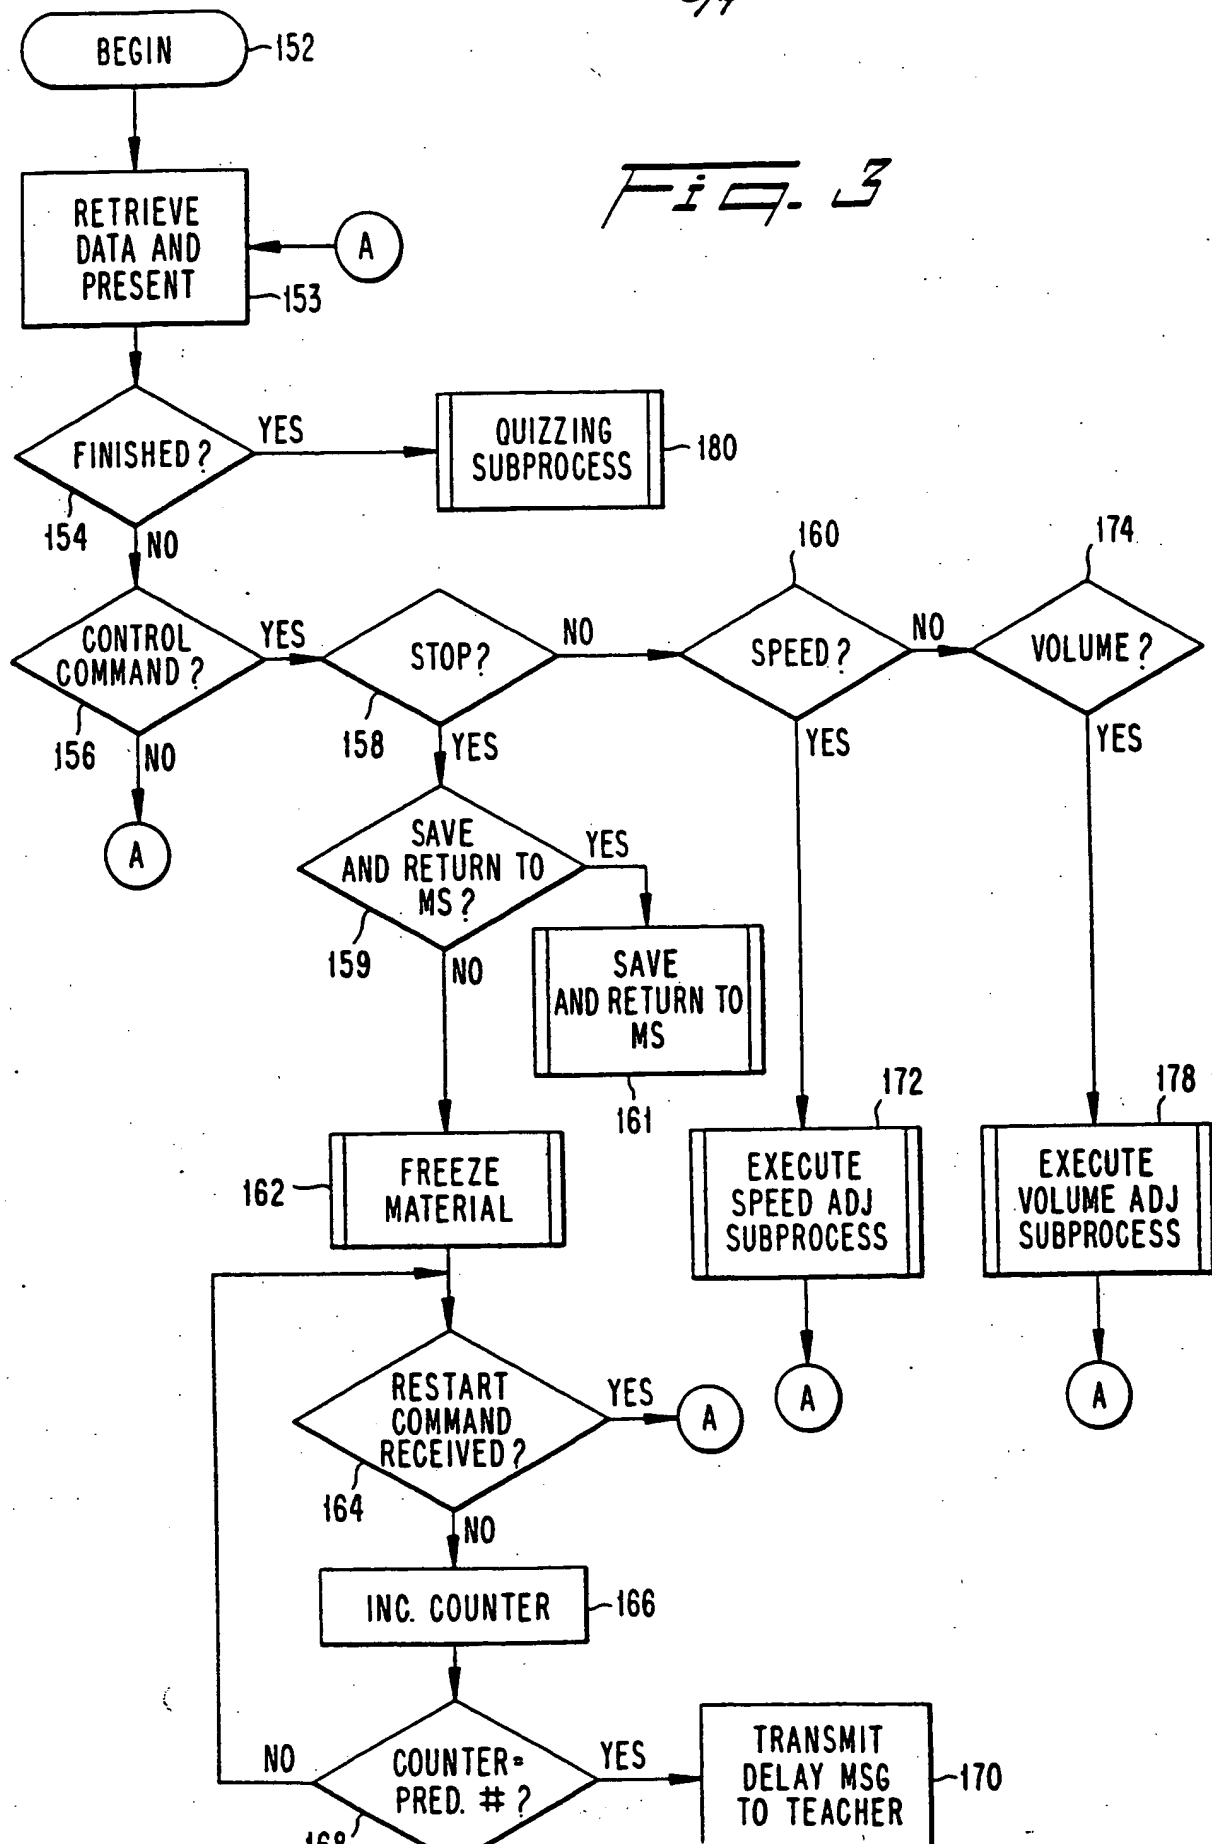 BEGIN
152
Fig. 3
RETRIEVE
DATA AND
PRESENT
A
153
FINISHED?
YES
QUIZZING
SUBPROCESS
180
154
NO
160
174
CONTROL
COMMAND?
YES
STOP?
NO
SPEED?
NO
VOLUME?
156
NO
158
YES
YES
YES
A
SAVE
AND RETURN TO
MS?
YES
159
NO
SAVE
AND RETURN TO
MS
161
172
178
162
FREEZE
MATERIAL
EXECUTE
SPEED ADJ
SUBPROCESS
EXECUTE
VOLUME ADJ
SUBPROCESS
RESTART
COMMAND
RECEIVED?
YES
A
A
A
164
NO
INC. COUNTER
166
NO
COUNTER=
PRED. #?
YES
TRANSMIT
DELAY MSG
TO TEACHER
170
168